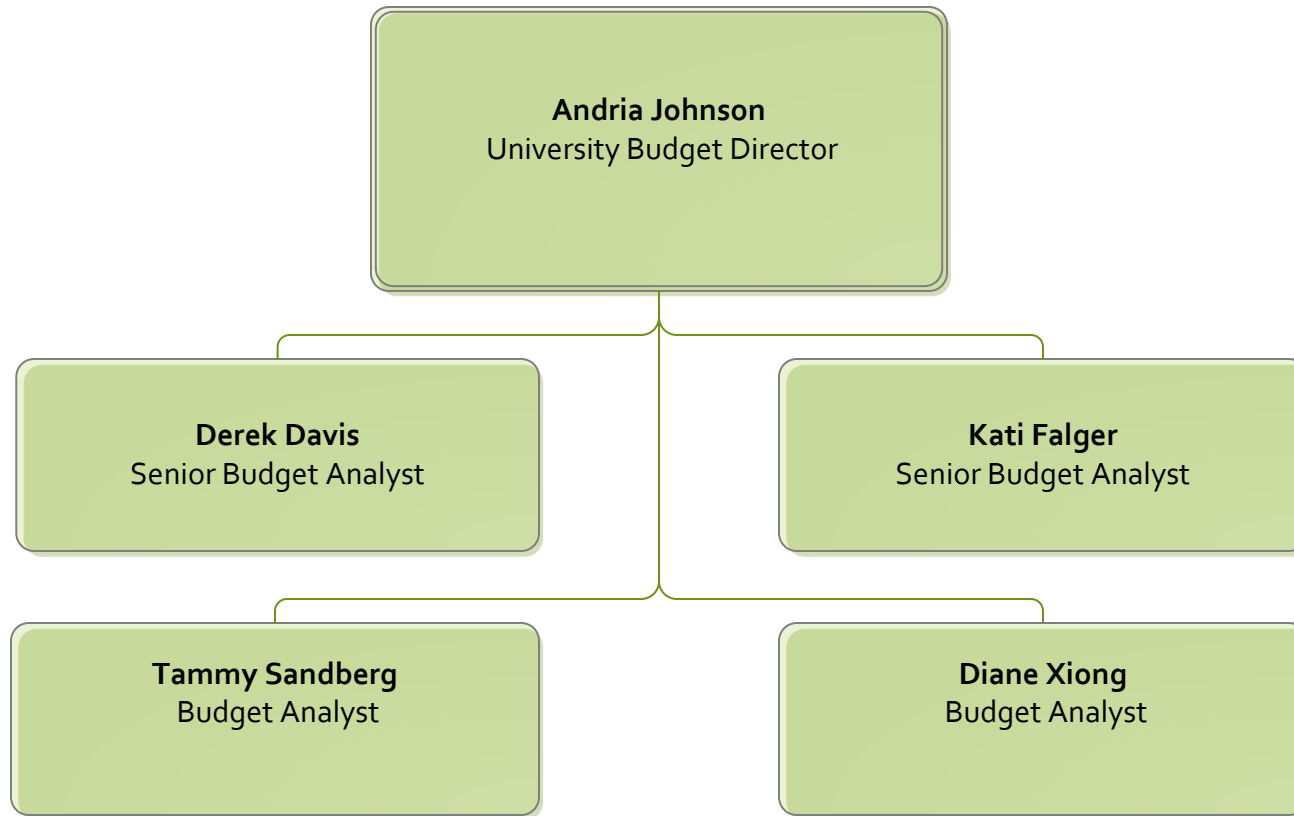 Andria Johnson
University Budget Director
Derek Davis
Senior Budget Analyst
Kati Falger
Senior Budget Analyst
Tammy Sandberg
Budget Analyst
Diane Xiong
Budget Analyst